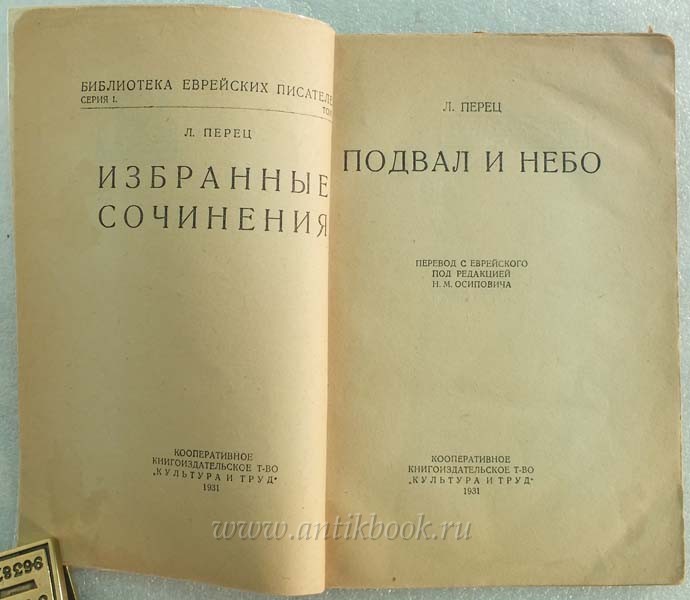 БИБЛИОТЕКА ЕВРЕЙСКИХ ПИСАТЕЛЕ
СЕРИЯ I.
ТОМ
Л. ПЕРЕЦ
ИЗБРАННЫЕ
СОЧИНЕНИЯ
КООПЕРАТИВНОЕ
КНИГОИЗДАТЕЛЬСКОЕ Т-ВО
„КУЛЬТУРА И ТРУД"
1931
Л. ПЕРЕЦ
ПОДВАЛ И НЕБО
ПЕРЕВОД С ЕВРЕЙСКОГО
ПОД РЕДАКЦИЕЙ
Н. М. ОСИПОВИЧА
КООПЕРАТИВНОЕ
КНИГОИЗДАТЕЛЬСКОЕ Т-ВО
„КУЛЬТУРА И ТРУД"
1931
www.antikbook.ru